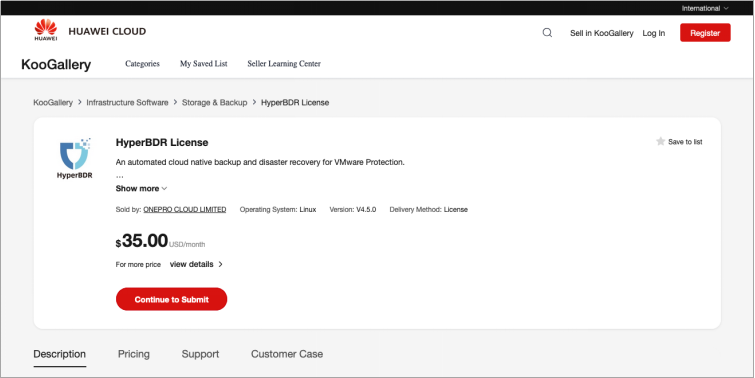 International
HUAWEI
HUAWEI CLOUD
Sell in KooGallery Log In Register
KooGallery Categories My Saved List Seller Learning Center
KooGallery > Infrastructure Software > Storage & Backup > HyperBDR License
HyperBDR
HyperBDR License
Save to list
An automated cloud native backup and disaster recovery for VMware Protection.
...
Show more
Sold by: ONEPRO CLOUD LIMITED Operating System: Linux Version: V4.5.0 Delivery Method: License
$35.00 USD/month
For more price view details >
Continue to Submit
Description Pricing Support Customer Case